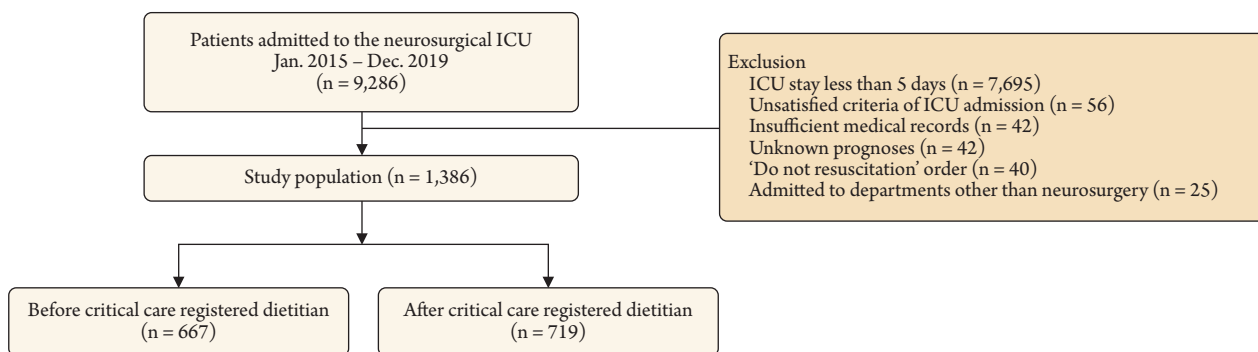 Patients admitted to the neurosurgical ICU
Jan. 2015 – Dec. 2019
(n = 9,286)
Exclusion
ICU stay less than 5 days (n = 7,695)
Unsatisfied criteria of ICU admission (n = 56)
Insufficient medical records (n = 42)
Unknown prognoses (n = 42)
‘Do not resuscitation’ order (n = 40)
Admitted to departments other than neurosurgery (n = 25)
Study population (n = 1,386)
Before critical care registered dietitian
(n = 667)
After critical care registered dietitian
(n = 719)